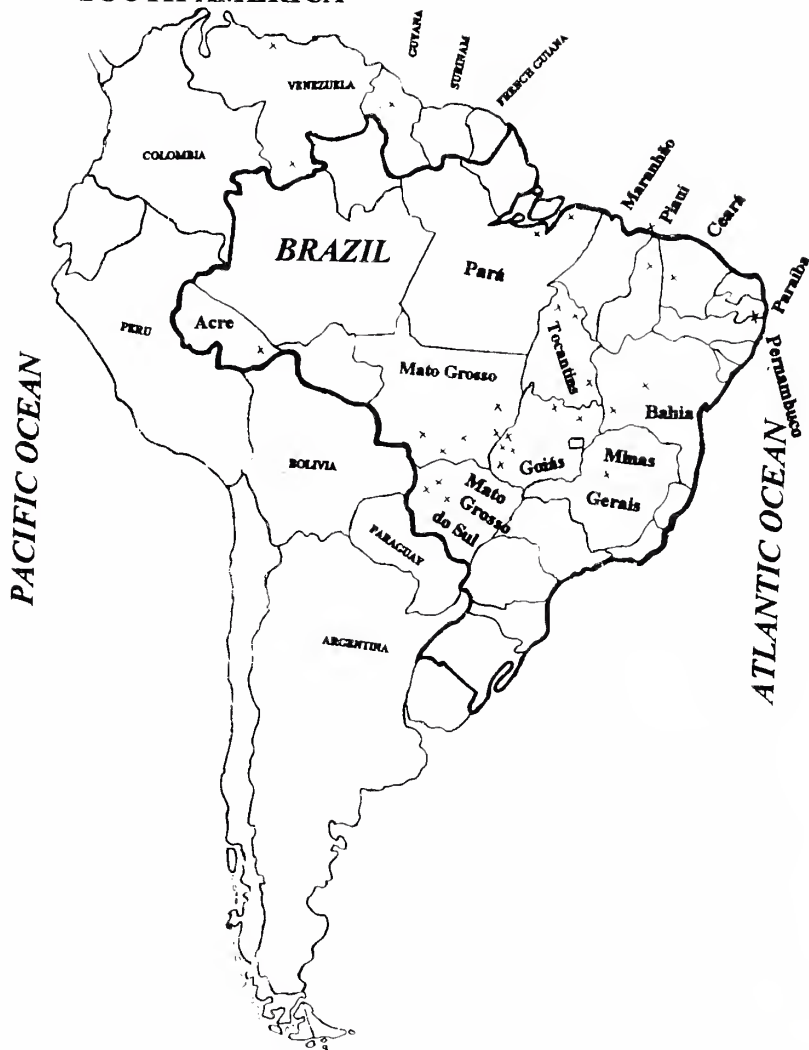 SOUTH AMERICA
GUYANA
SURINAM
FRENCH GUIANA
VENEZUELA
COLOMBIA
Maranhão
Piauí
Ceará
BRAZIL
Pará
Paraíba
PERU
Acre
Tocantins
Pernambuco
Mato Grosso
Bahia
PACIFIC OCEAN
BOLIVIA
Goiás
Minas
Gerais
Mato
Grosso
do Sul
ATLANTIC OCEAN
PARAGUAY
ARGENTINA